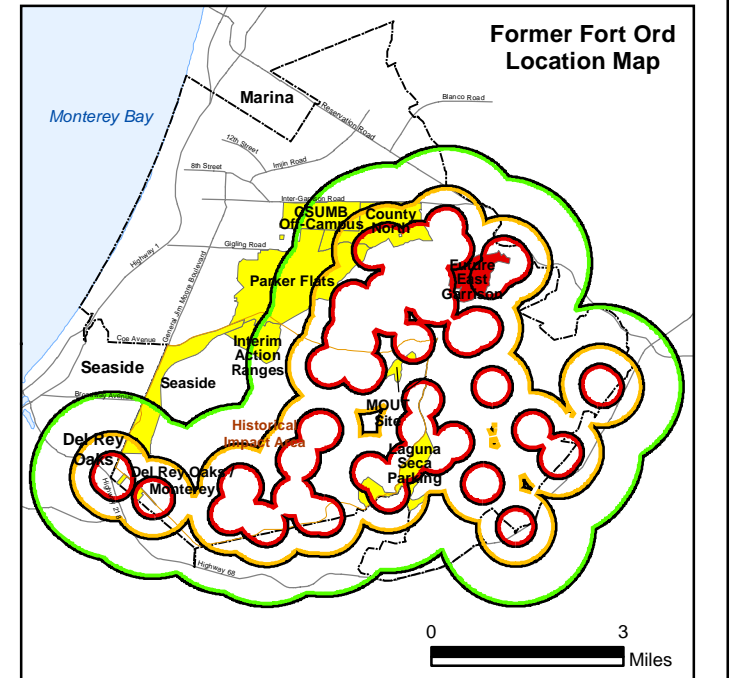 Former Fort Ord
Location Map
Marina
Blanco Road
Monterey Bay
Reservation Road
12th Street
Imjin Road
8th Street
Inter-Garrison Road
CSUMB
Off-Campus
County
North
Gigling Road
Highway 1
General Jim Moore Boulevard
Parker Flats
Future
East
Garrison
Coe Avenue
Interim
Action
Ranges
Seaside
Seaside
Broadway Avenue
MOUT
Site
Historical
Impact Area
Del Rey
Oaks
Laguna
Seca
Parking
Del Rey Oaks /
Monterey
Highway 218
Highway 68
0 3
Miles